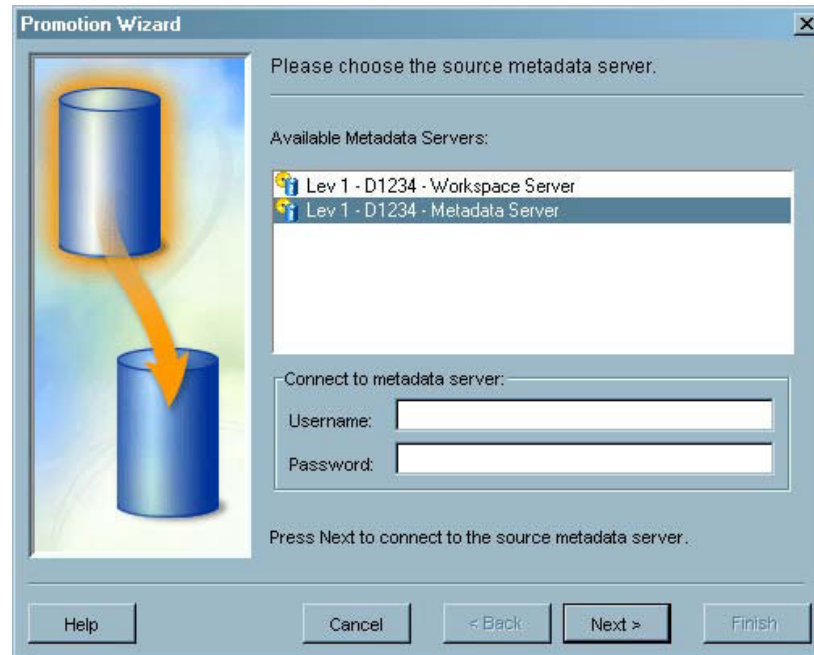 Promotion Wizard
Please choose the source metadata server.
Available Metadata Servers:
Lev 1 - D1234 - Workspace Server
Lev 1 - D1234 - Metadata Server
Connect to metadata server:
Username:
Password:
Press Next to connect to the source metadata server.
Help Cancel < Back Next > Finish